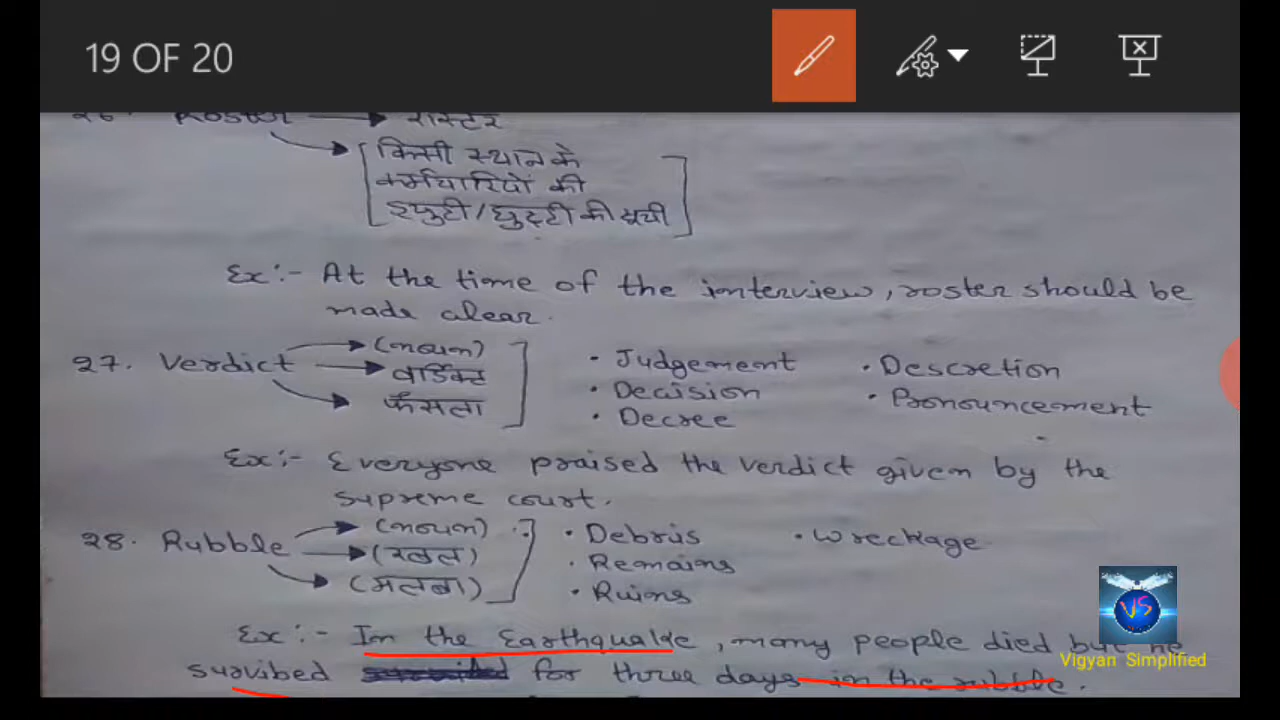 19 OF 20
26. Roster → रोस्टर
किसी स्थान के
कर्मचारियों की
ड्युटी/छुट्टी की सूची
Ex:- At the time of the interview, roster should be
made clear.
27. Verdict (noun) • Judgement • Descretion
वर्डिक्ट • Decision • Pronouncement
फैसला • Decree
Ex:- Everyone praised the verdict given by the
supreme court.
28. Rubble (noun) • Debris • Wreckage
(रबल) • Remains
(मलबा) • Ruins
Ex:- In the Earthquake, many people died but he
survibed for three days in the rubble.
VS
Vigyan Simplified